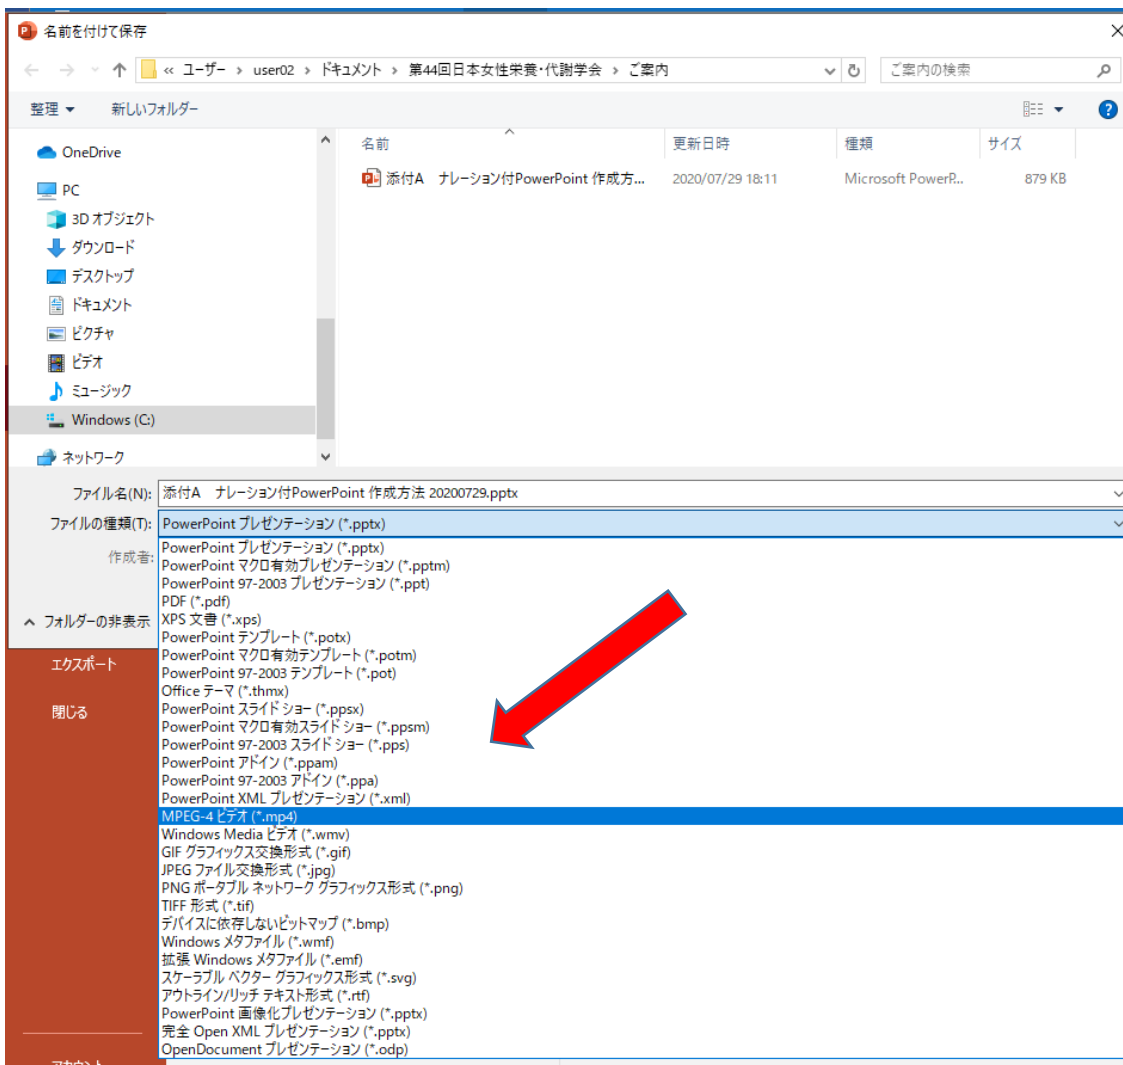 名前を付けて保存
« ユーザー › user02 › ドキュメント › 第44回日本女性栄養・代謝学会 › ご案内
ご案内の検索
整理 新しいフォルダー
OneDrive
PC
3D オブジェクト
ダウンロード
デスクトップ
ドキュメント
ピクチャ
ビデオ
ミュージック
Windows (C:)
ネットワーク
名前 更新日時 種類 サイズ
添付A ナレーション付PowerPoint 作成方... 2020/07/29 18:11 Microsoft PowerP... 879 KB
ファイル名(N): 添付A ナレーション付PowerPoint 作成方法 20200729.pptx
ファイルの種類(T): PowerPoint プレゼンテーション (*.pptx)
作成者:
フォルダーの非表示
PowerPoint プレゼンテーション (*.pptx)
PowerPoint マクロ有効プレゼンテーション (*.pptm)
PowerPoint 97-2003 プレゼンテーション (*.ppt)
PDF (*.pdf)
XPS 文書 (*.xps)
PowerPoint テンプレート (*.potx)
PowerPoint マクロ有効テンプレート (*.potm)
PowerPoint 97-2003 テンプレート (*.pot)
Office テーマ (*.thmx)
PowerPoint スライド ショー (*.ppsx)
PowerPoint マクロ有効スライド ショー (*.ppsm)
PowerPoint 97-2003 スライド ショー (*.pps)
PowerPoint アドイン (*.ppam)
PowerPoint 97-2003 アドイン (*.ppa)
PowerPoint XML プレゼンテーション (*.xml)
MPEG-4 ビデオ (*.mp4)
Windows Media ビデオ (*.wmv)
GIF グラフィックス交換形式 (*.gif)
JPEG ファイル交換形式 (*.jpg)
PNG ポータブル ネットワーク グラフィックス形式 (*.png)
TIFF 形式 (*.tif)
デバイスに依存しないビットマップ (*.bmp)
Windows メタファイル (*.wmf)
拡張 Windows メタファイル (*.emf)
スケーラブル ベクター グラフィックス形式 (*.svg)
アウトライン/リッチ テキスト形式 (*.rtf)
PowerPoint 画像化プレゼンテーション (*.pptx)
完全 Open XML プレゼンテーション (*.pptx)
OpenDocument プレゼンテーション (*.odp)
エクスポート
閉じる
アカウント